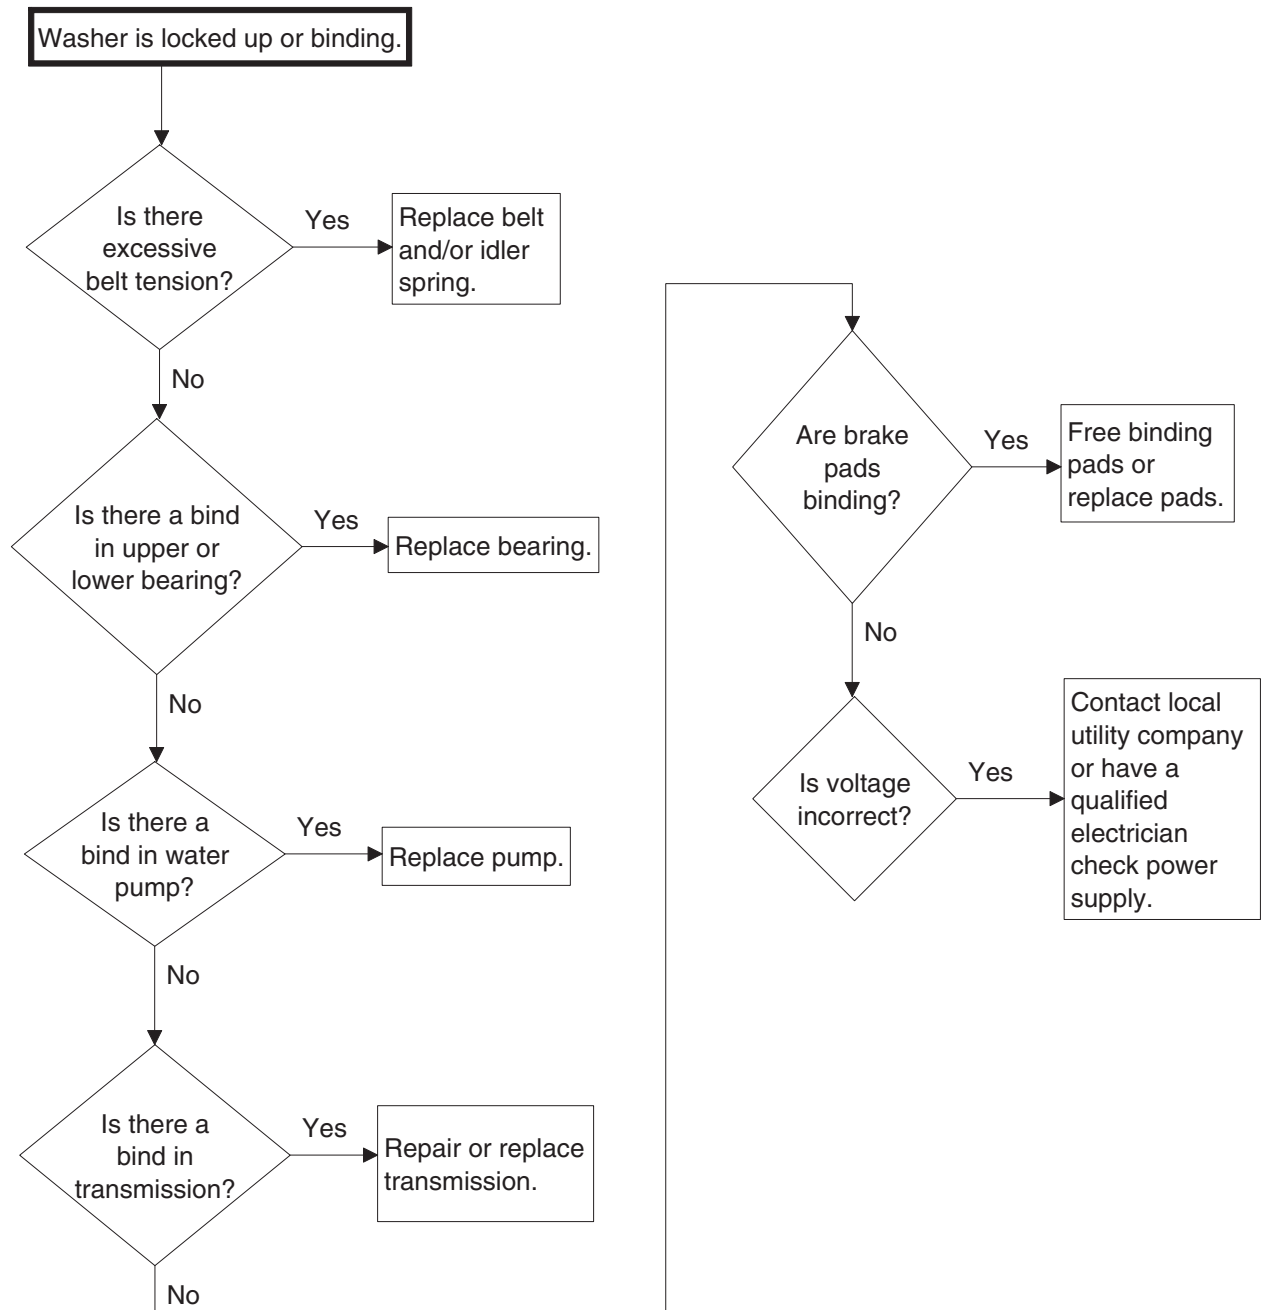 Washer is locked up or binding.
Is there
excessive
belt tension?
Yes
Replace belt
and/or idler
spring.
No
Is there a bind
in upper or
lower bearing?
Yes
Replace bearing.
No
Is there a
bind in water
pump?
Yes
Replace pump.
No
Is there a
bind in
transmission?
Yes
Repair or replace
transmission.
No
Are brake
pads
binding?
Yes
Free binding
pads or
replace pads.
No
Is voltage
incorrect?
Yes
Contact local
utility company
or have a
qualified
electrician
check power
supply.